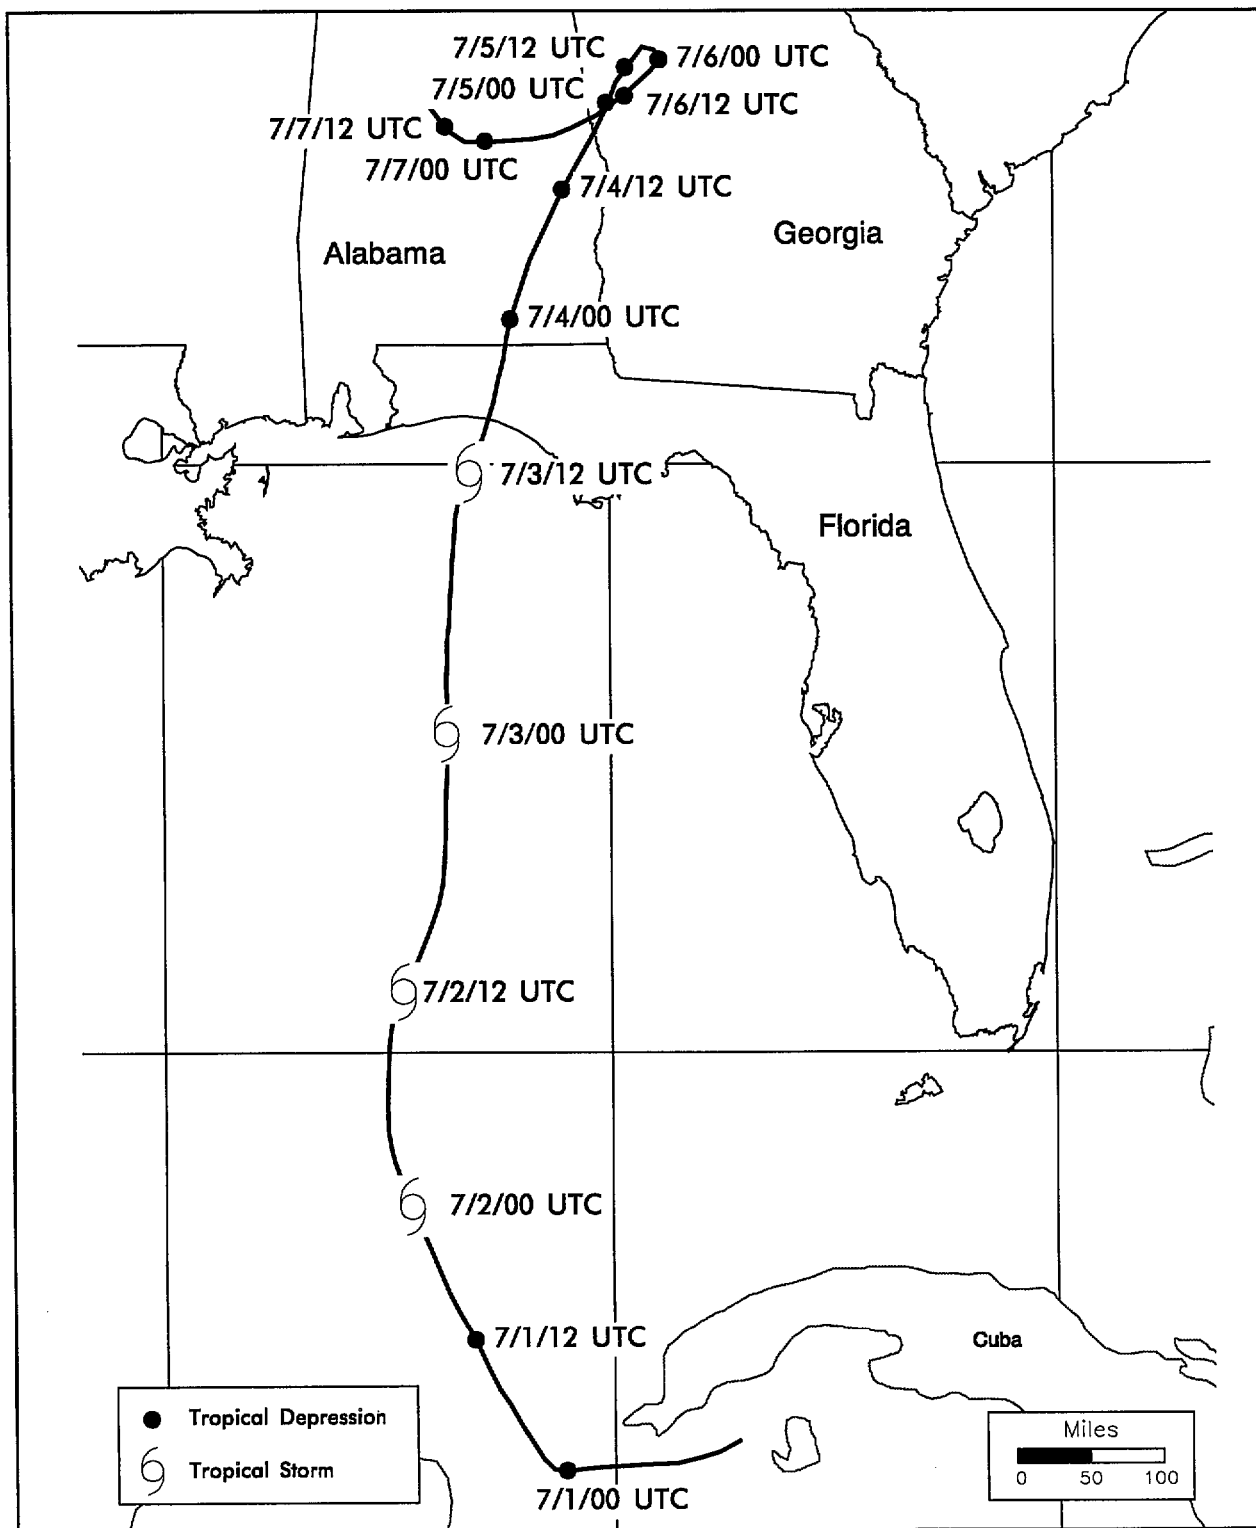 7/5/12 UTC
7/6/00 UTC
7/5/00 UTC
7/6/12 UTC
7/7/12 UTC
7/7/00 UTC
7/4/12 UTC
Georgia
Alabama
7/4/00 UTC
7/3/12 UTC
Florida
7/3/00 UTC
7/2/12 UTC
7/2/00 UTC
7/1/12 UTC
Cuba
Tropical Depression
Tropical Storm
Miles
0 50 100
7/1/00 UTC